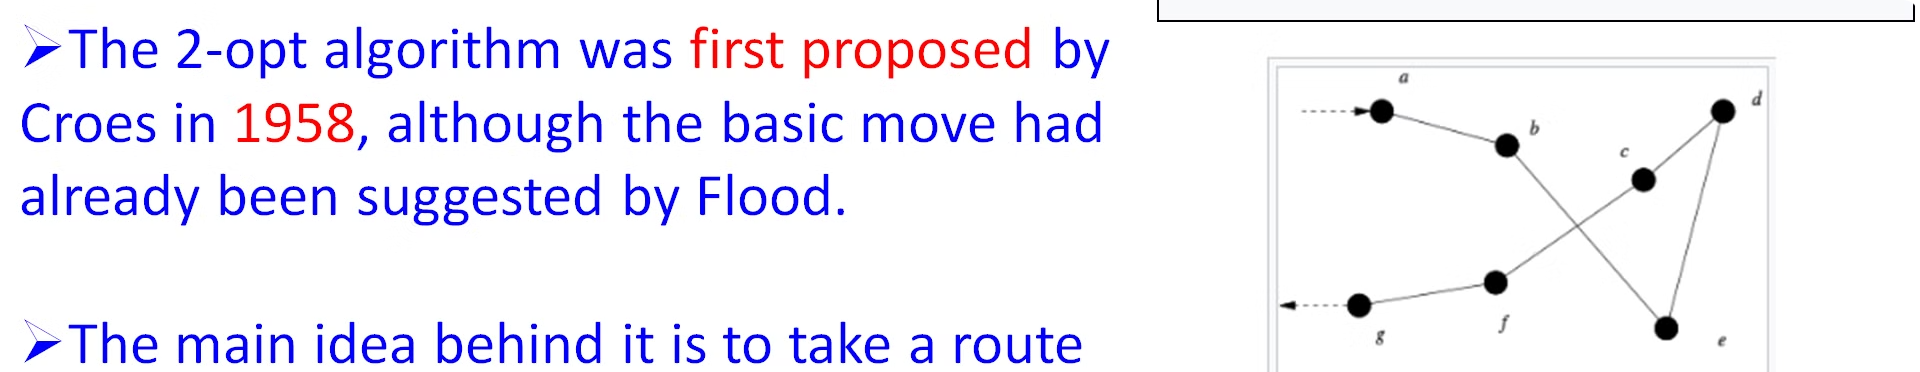 ➢The 2-opt algorithm was first proposed by
Croes in 1958, although the basic move had
already been suggested by Flood.
➢The main idea behind it is to take a route
a
b
c
d
e
f
g